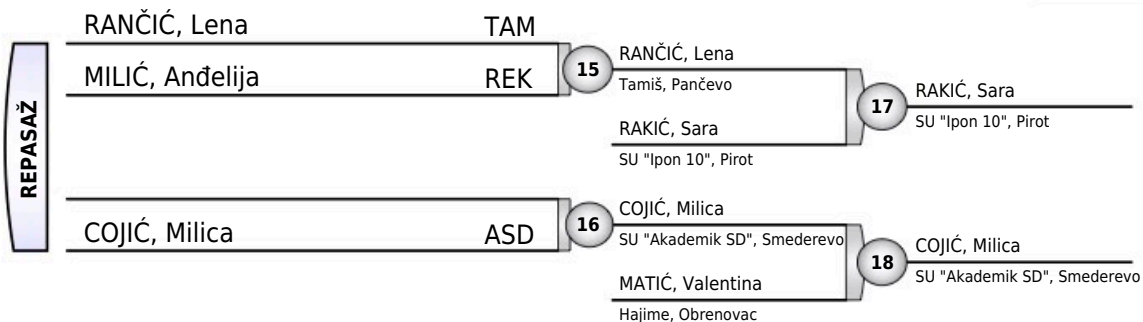 REPASAŽ
RANČIĆ, Lena TAM
MILIĆ, Anđelija REK
15
RANČIĆ, Lena
Tamiš, Pančevo
RAKIĆ, Sara
SU "Ipon 10", Pirot
17
RAKIĆ, Sara
SU "Ipon 10", Pirot
COJIĆ, Milica ASD
16
COJIĆ, Milica
SU "Akademik SD", Smederevo
MATIĆ, Valentina
Hajime, Obrenovac
18
COJIĆ, Milica
SU "Akademik SD", Smederevo